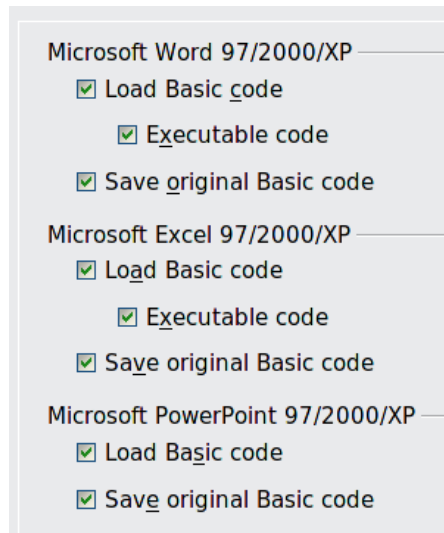 Microsoft Word 97/2000/XP
Load Basic code
Executable code
Save original Basic code
Microsoft Excel 97/2000/XP
Load Basic code
Executable code
Save original Basic code
Microsoft PowerPoint 97/2000/XP
Load Basic code
Save original Basic code